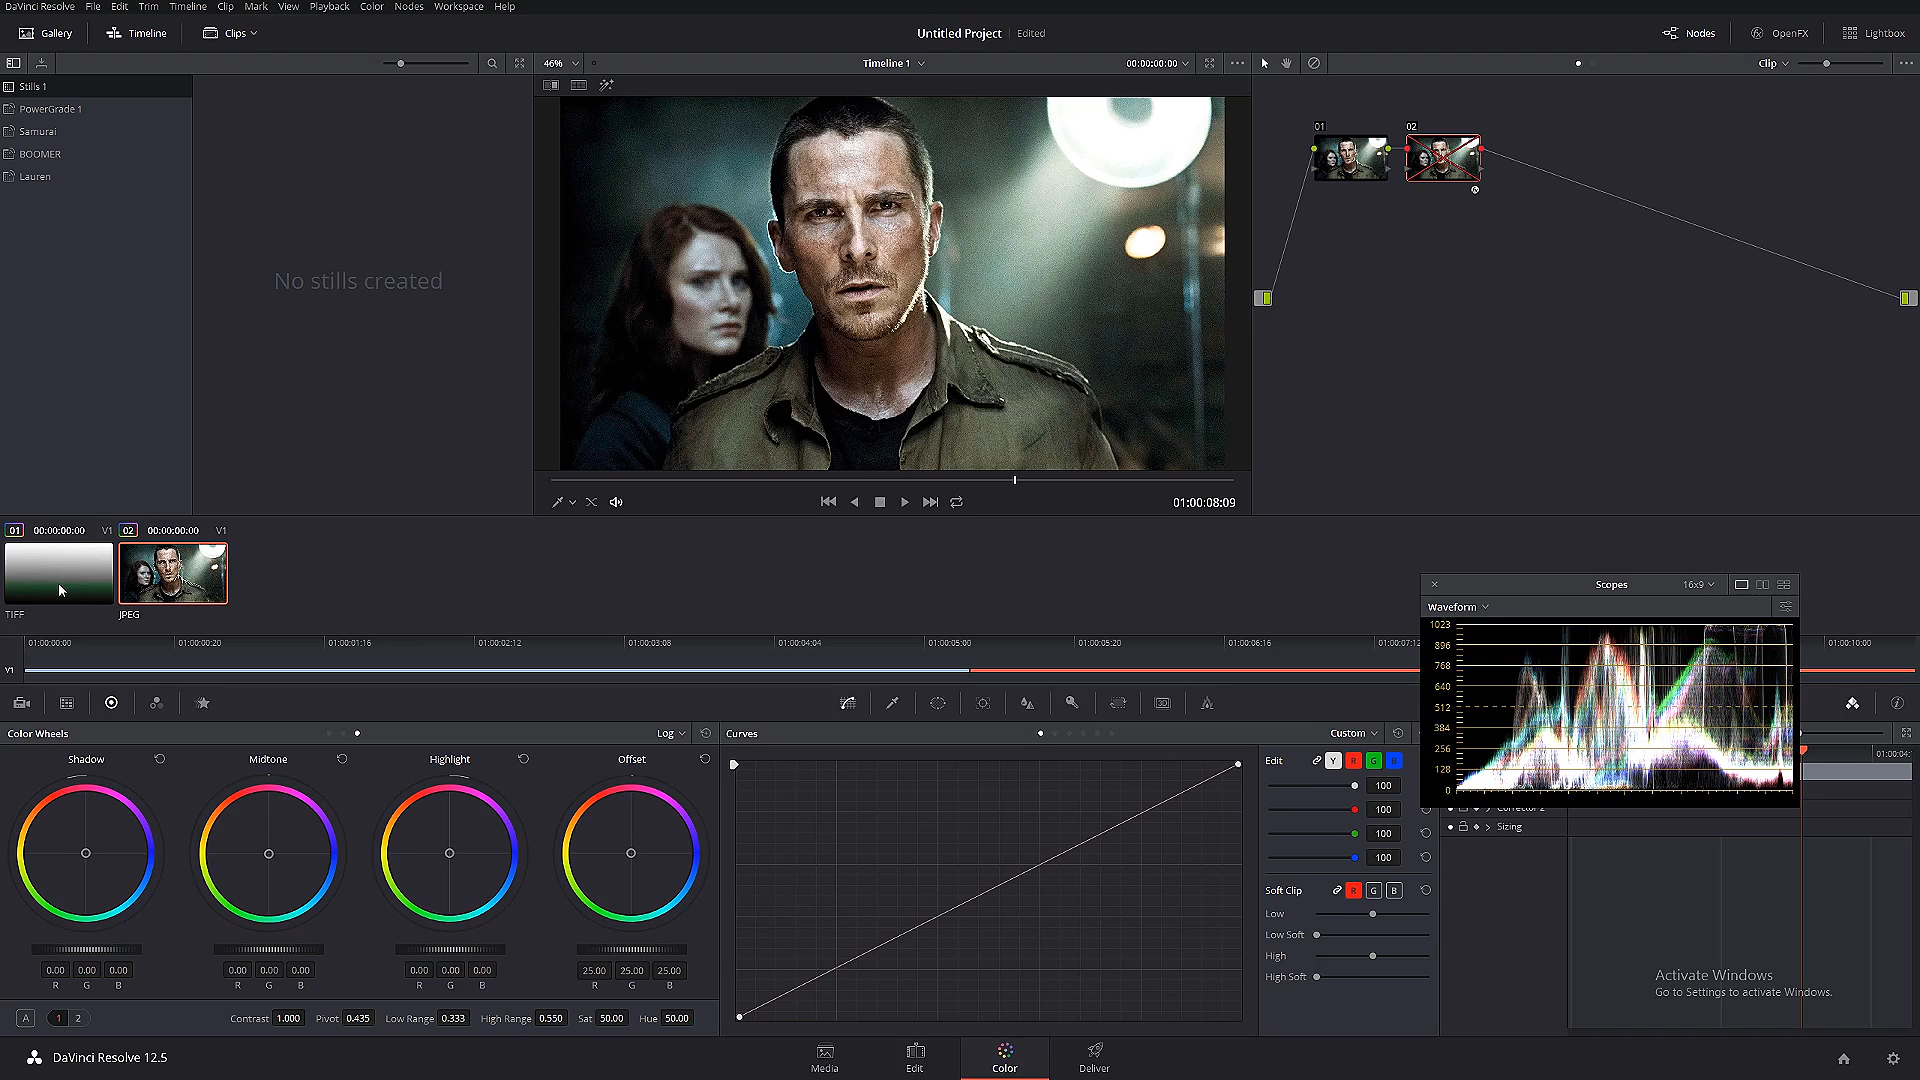 DaVinci Resolve File Edit Trim Timeline Clip Mark View Playback Color Nodes Workspace Help
Gallery Timeline Clips Untitled Project Edited Nodes OpenFX Lightbox
46% Timeline 1 00:00:00:00 Clip
Stills 1
PowerGrade 1
Samurai
BOOMER
Lauren
No stills created
01 02
01:00:08:09
01 00:00:00:00 V1 02 00:00:00:00 V1
TIFF JPEG
Scopes 16x9
Waveform
1023
896
768
640
512
384
256
128
0
01:00:00:00 01:00:00:20 01:00:01:16 01:00:02:12 01:00:03:08 01:00:04:04 01:00:05:00 01:00:05:20 01:00:06:16 01:00:07:12 01:00:10:00
V1
Color Wheels Log Curves Custom
01:00:04:
Shadow Midtone Highlight Offset
Edit Y R G B
100
100
100
100
Corrector 2
Sizing
Soft Clip R G B
Low
Low Soft
High
High Soft
0.00 0.00 0.00 0.00 0.00 0.00 0.00 0.00 0.00 25.00 25.00 25.00
R G B R G B R G B R G B
Activate Windows
Go to Settings to activate Windows.
A 1 2 Contrast 1.000 Pivot 0.435 Low Range 0.333 High Range 0.550 Sat 50.00 Hue 50.00
DaVinci Resolve 12.5 Media Edit Color Deliver